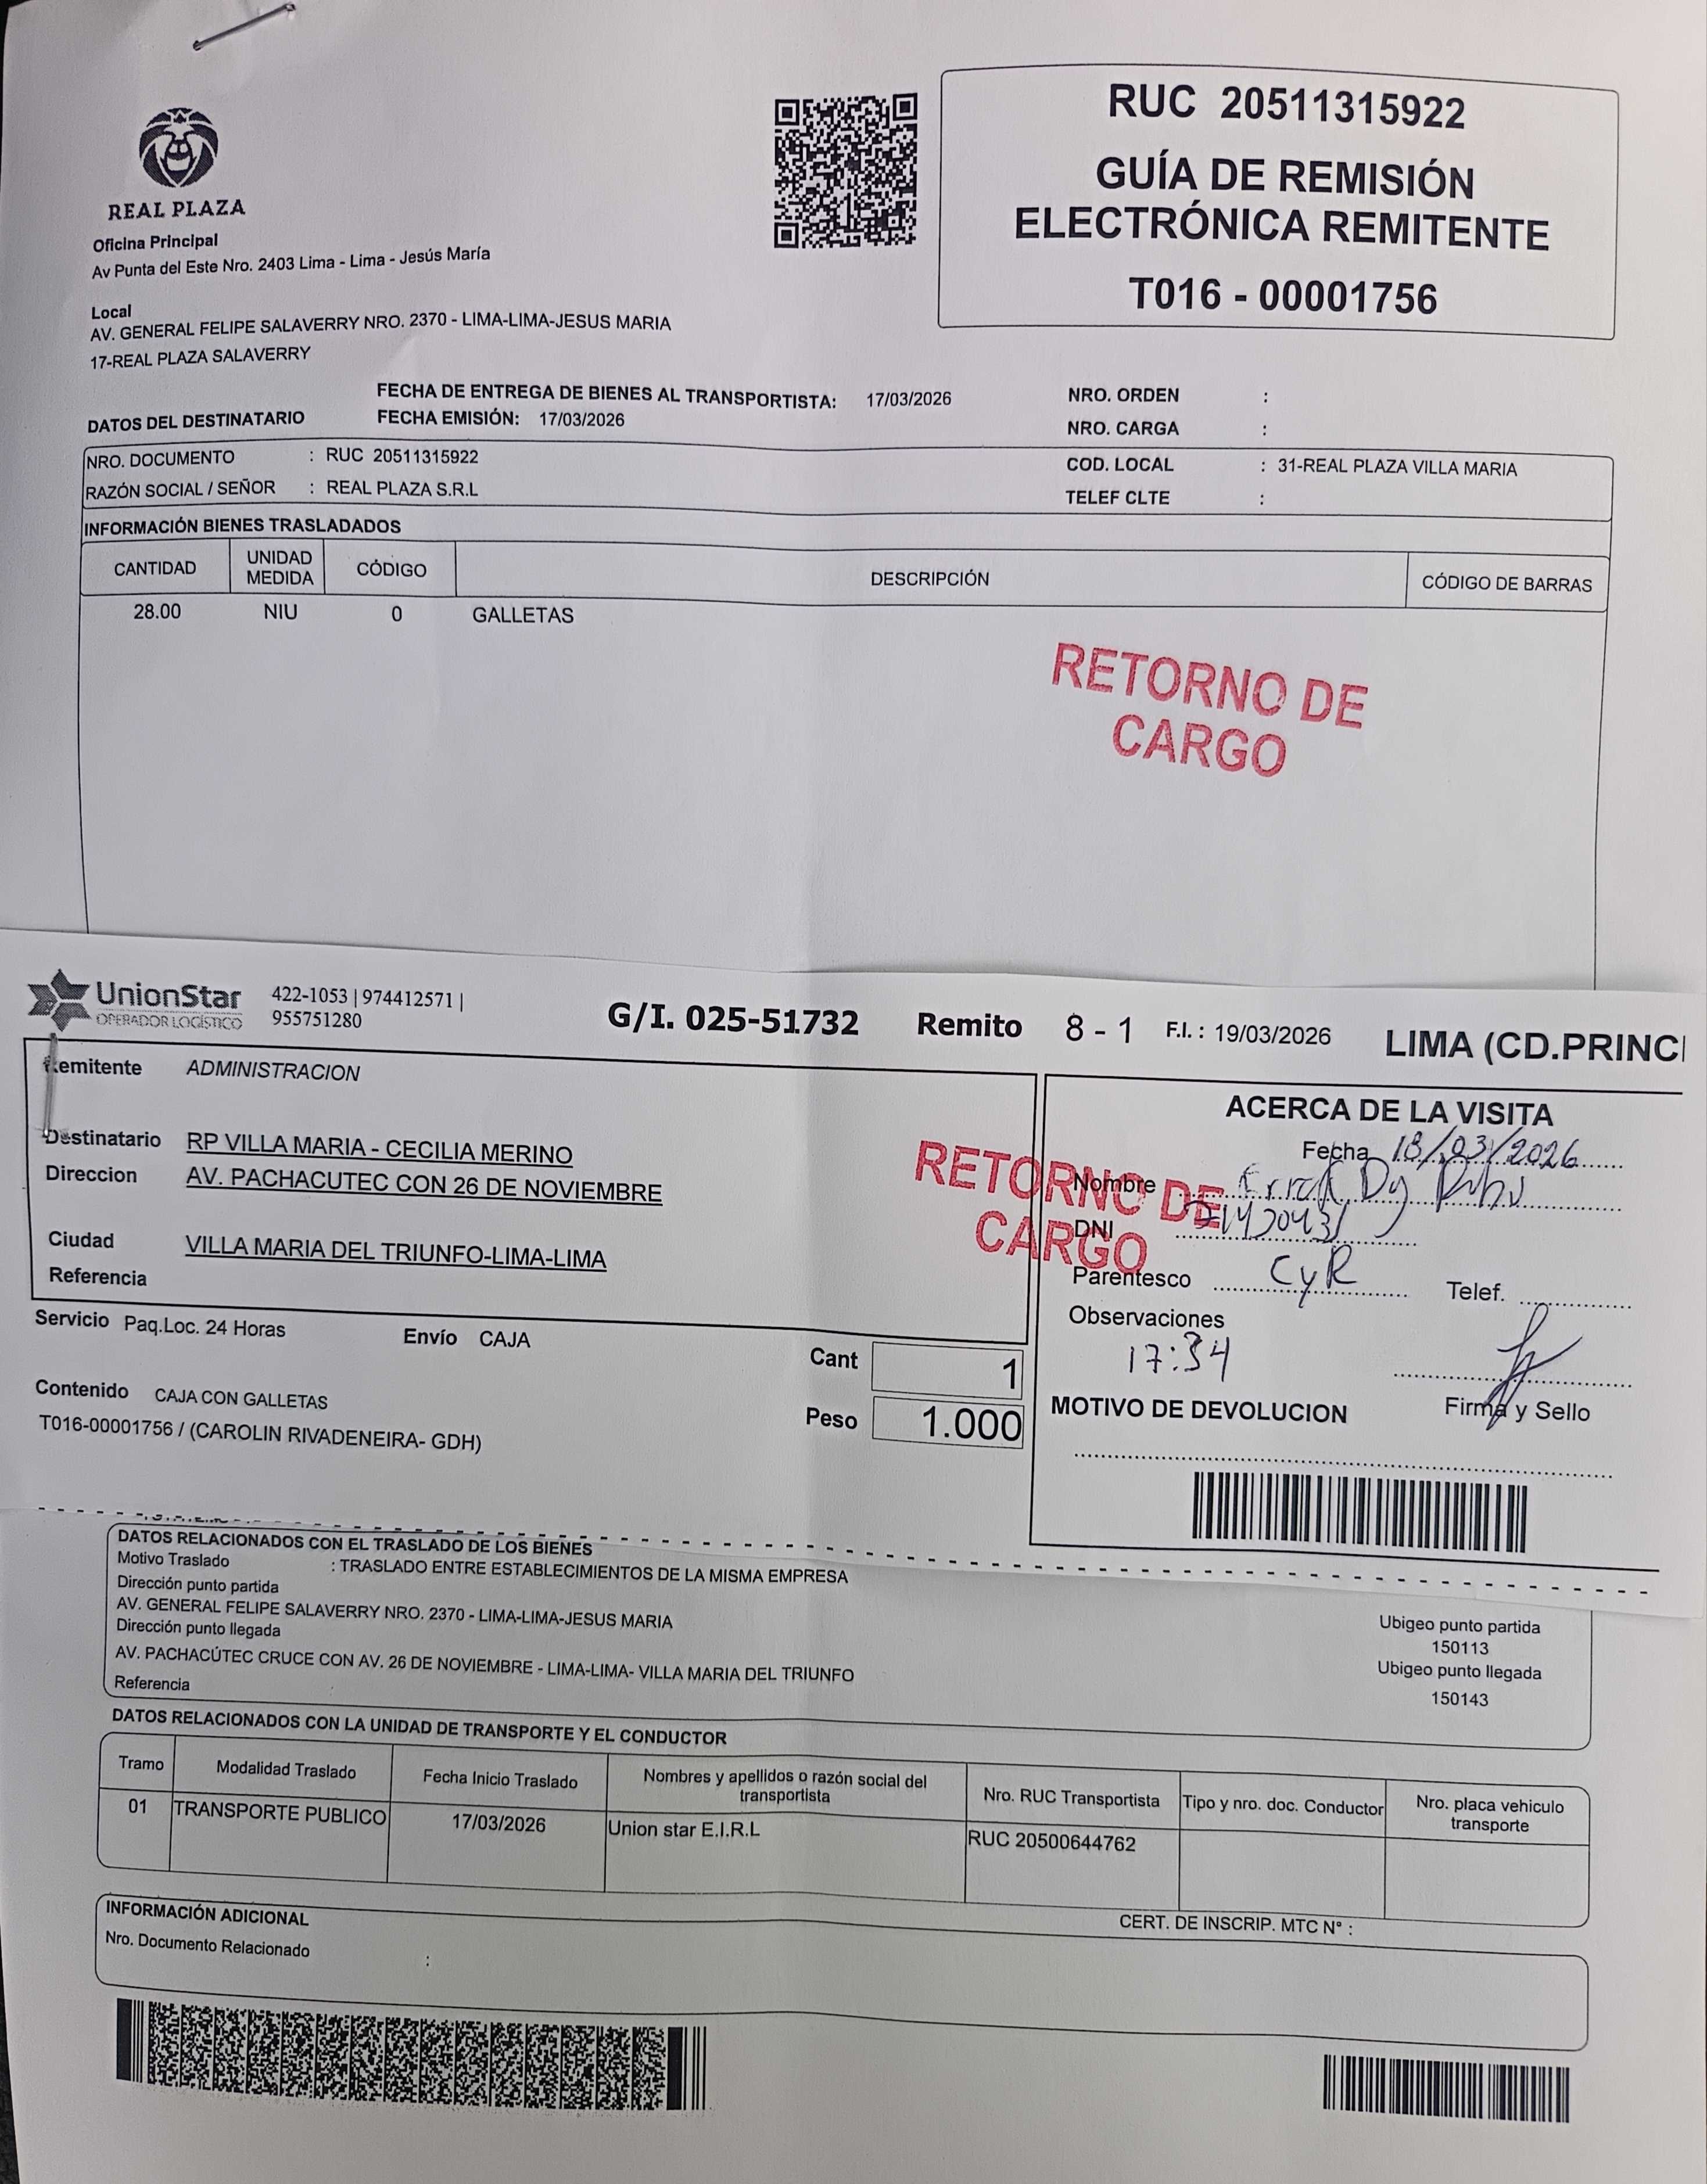 REAL PLAZA
Oficina Principal
Av Punta del Este Nro. 2403 Lima - Lima - Jesús María
Local
AV. GENERAL FELIPE SALAVERRY NRO. 2370 - LIMA-LIMA-JESUS MARIA
17-REAL PLAZA SALAVERRY
RUC 20511315922
GUÍA DE REMISIÓN
ELECTRÓNICA REMITENTE
T016 - 00001756
FECHA DE ENTREGA DE BIENES AL TRANSPORTISTA: 17/03/2026
NRO. ORDEN :
DATOS DEL DESTINATARIO FECHA EMISIÓN: 17/03/2026
NRO. CARGA :
NRO. DOCUMENTO : RUC 20511315922
COD. LOCAL : 31-REAL PLAZA VILLA MARIA
RAZÓN SOCIAL / SEÑOR : REAL PLAZA S.R.L
TELEF CLTE :
INFORMACIÓN BIENES TRASLADADOS
CANTIDAD UNIDAD MEDIDA CÓDIGO DESCRIPCIÓN CÓDIGO DE BARRAS
28.00 NIU 0 GALLETAS
RETORNO DE
CARGO
UnionStar
OPERADOR LOGÍSTICO
422-1053 | 974412571 |
955751280
G/I. 025-51732 Remito 8 - 1 F.I. : 19/03/2026 LIMA (CD.PRINCI
Remitente ADMINISTRACION
Destinatario RP VILLA MARIA - CECILIA MERINO
Direccion AV. PACHACUTEC CON 26 DE NOVIEMBRE
Ciudad VILLA MARIA DEL TRIUNFO-LIMA-LIMA
Referencia
RETORNO DE
CARGO
Servicio Paq.Loc. 24 Horas Envío CAJA
Cant 1
Contenido CAJA CON GALLETAS
Peso 1.000
T016-00001756 / (CAROLIN RIVADENEIRA- GDH)
ACERCA DE LA VISITA
Fecha 18/03/2026
Nombre
DNI
Parentesco CyR Telef.
Observaciones
17:34
Firma y Sello
MOTIVO DE DEVOLUCION
DATOS RELACIONADOS CON EL TRASLADO DE LOS BIENES
Motivo Traslado : TRASLADO ENTRE ESTABLECIMIENTOS DE LA MISMA EMPRESA
Dirección punto partida
AV. GENERAL FELIPE SALAVERRY NRO. 2370 - LIMA-LIMA-JESUS MARIA
Ubigeo punto partida
150113
Dirección punto llegada
AV. PACHACÚTEC CRUCE CON AV. 26 DE NOVIEMBRE - LIMA-LIMA- VILLA MARIA DEL TRIUNFO
Ubigeo punto llegada
150143
Referencia :
DATOS RELACIONADOS CON LA UNIDAD DE TRANSPORTE Y EL CONDUCTOR
Tramo Modalidad Traslado Fecha Inicio Traslado Nombres y apellidos o razón social del transportista Nro. RUC Transportista Tipo y nro. doc. Conductor Nro. placa vehiculo transporte
01 TRANSPORTE PUBLICO 17/03/2026 Union star E.I.R.L RUC 20500644762
INFORMACIÓN ADICIONAL
CERT. DE INSCRIP. MTC N° :
Nro. Documento Relacionado :